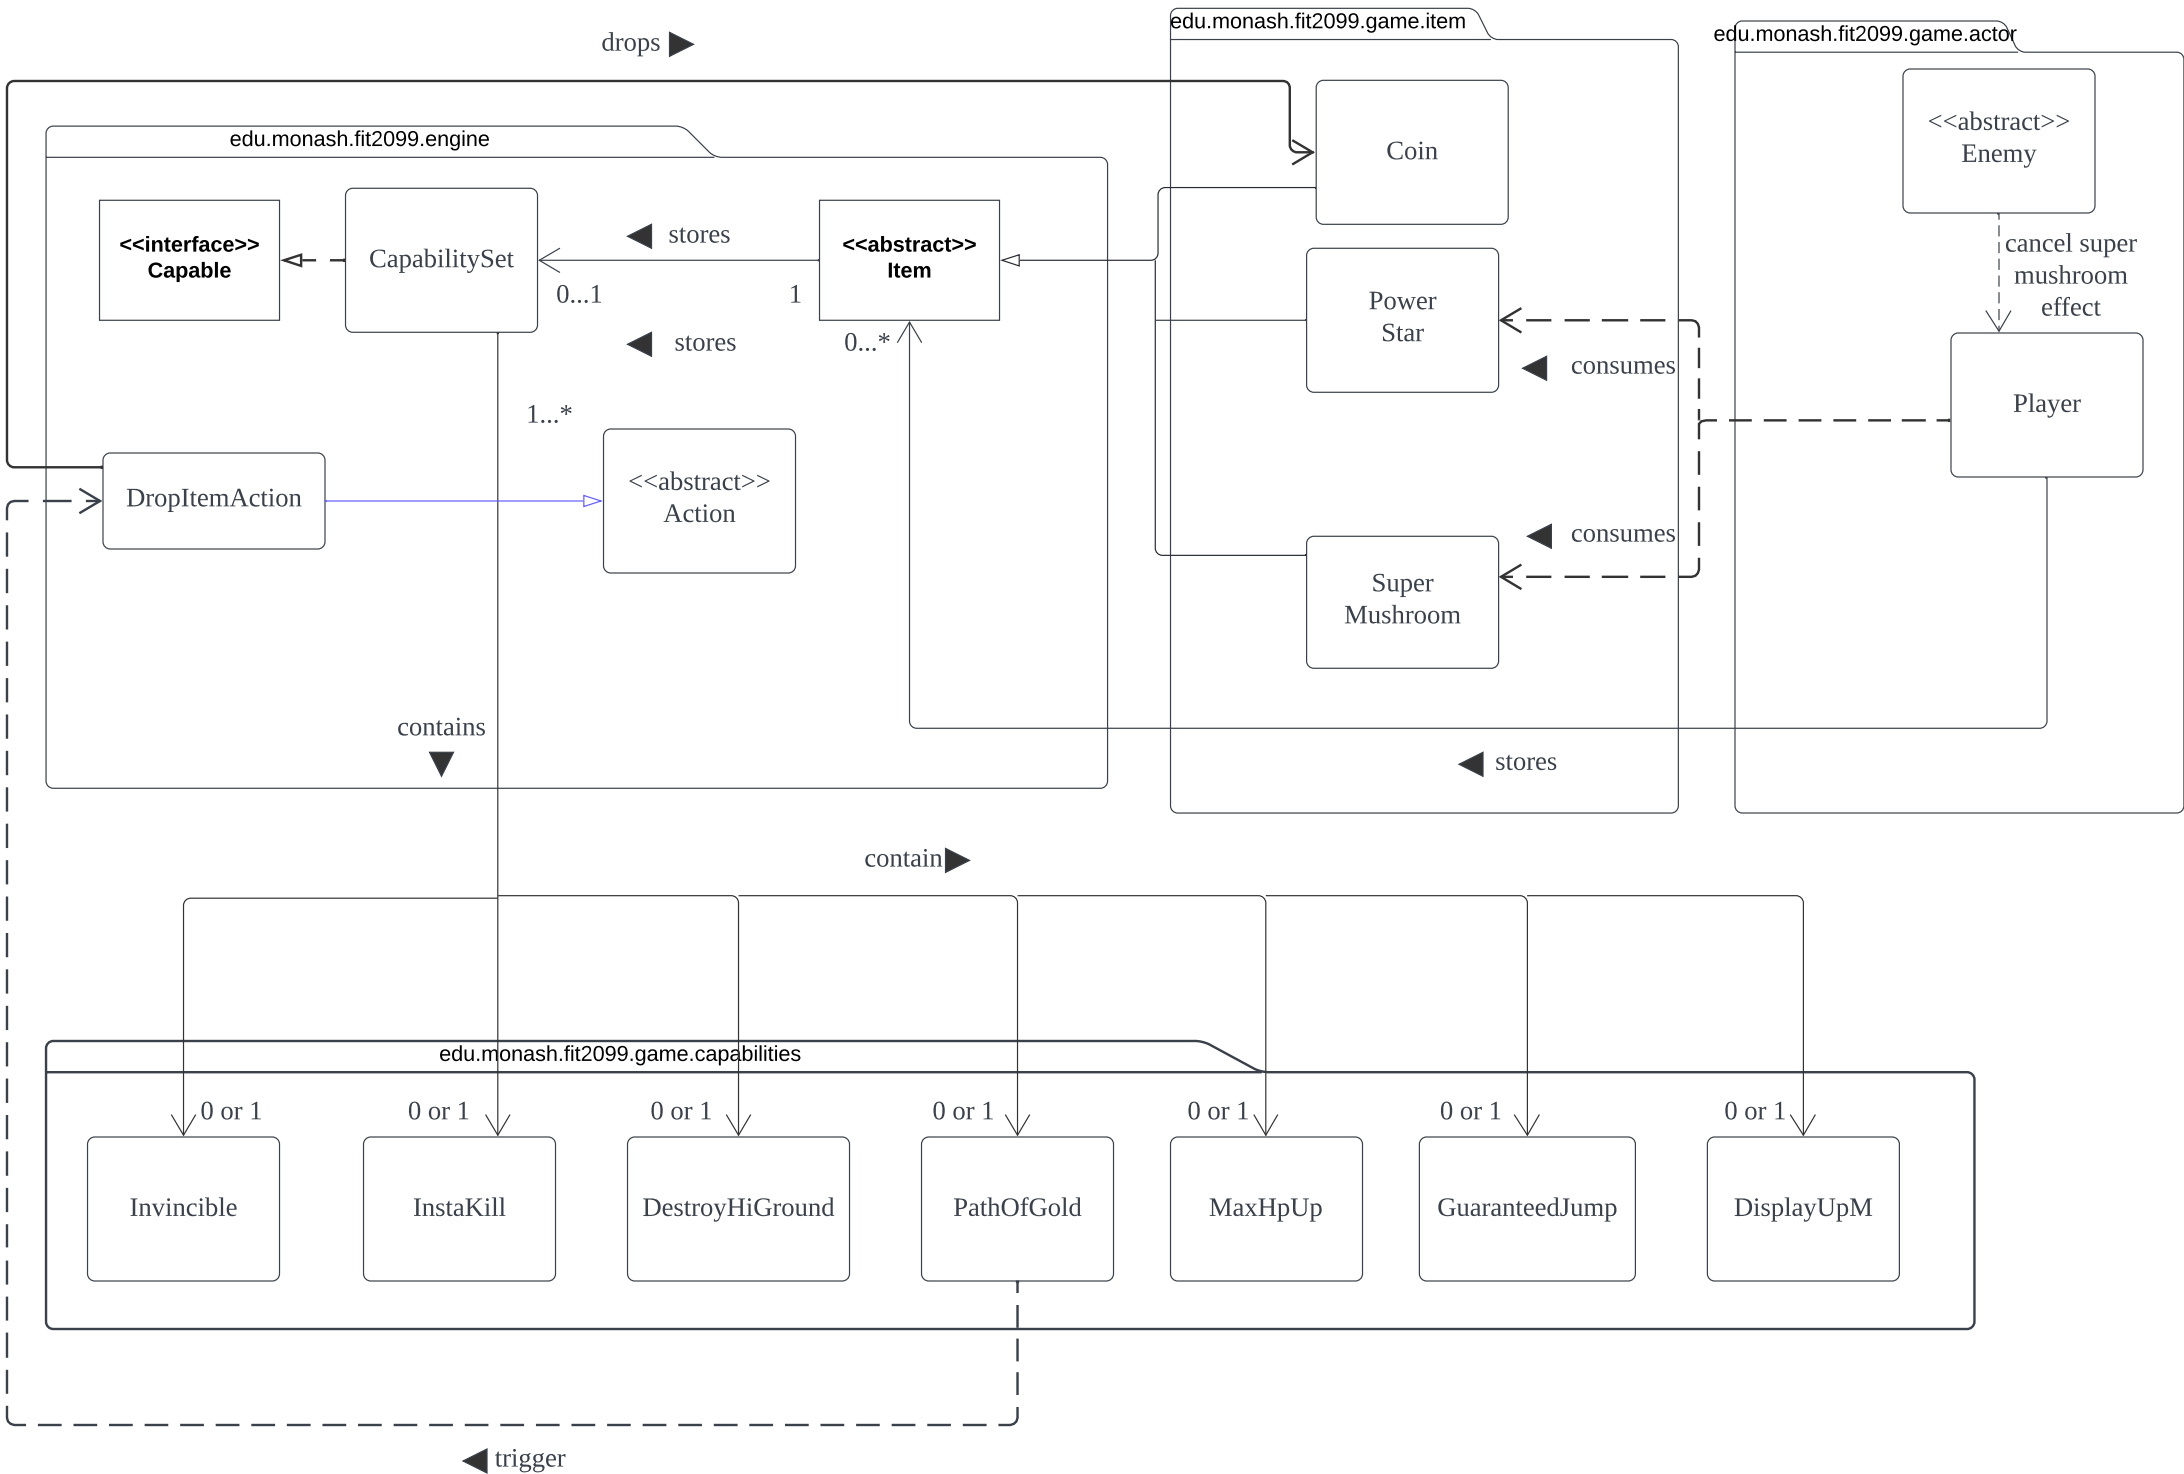 edu.monash.fit2099.game.item
edu.monash.fit2099.game.actor
drops
edu.monash.fit2099.engine
Coin
<<abstract>>
Enemy
<<interface>>
Capable
CapabilitySet
stores
<<abstract>>
Item
0...1
1
cancel super
mushroom
effect
Power
Star
stores
0...*
consumes
Player
1...*
DropItemAction
<<abstract>>
Action
consumes
Super
Mushroom
contains
stores
contain
edu.monash.fit2099.game.capabilities
0 or 1
0 or 1
0 or 1
0 or 1
0 or 1
0 or 1
0 or 1
Invincible
InstaKill
DestroyHiGround
PathOfGold
MaxHpUp
GuaranteedJump
DisplayUpM
trigger